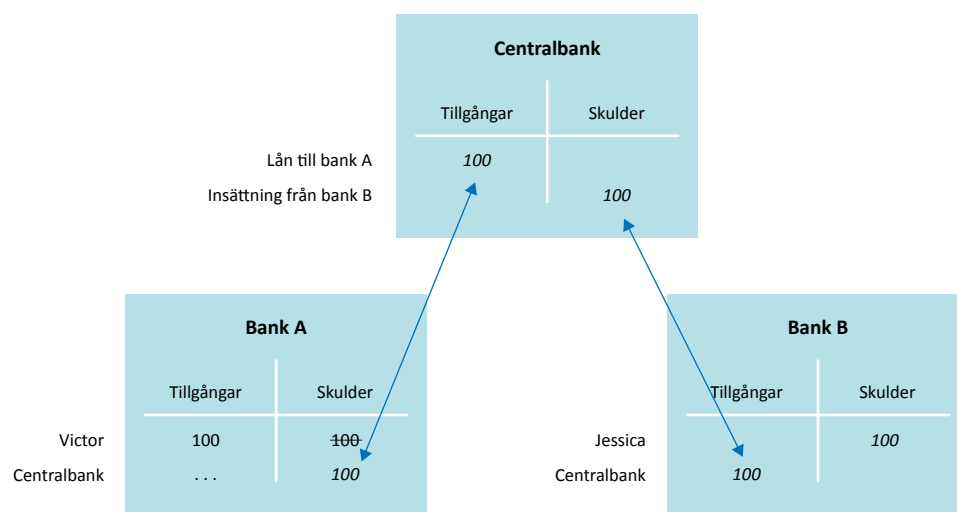 Centralbank
Tillgångar Skulder
Lån till bank A 100
Insättning från bank B 100
Bank A
Tillgångar Skulder
Victor 100 100
Centralbank . . . 100
Bank B
Tillgångar Skulder
Jessica 100
Centralbank 100